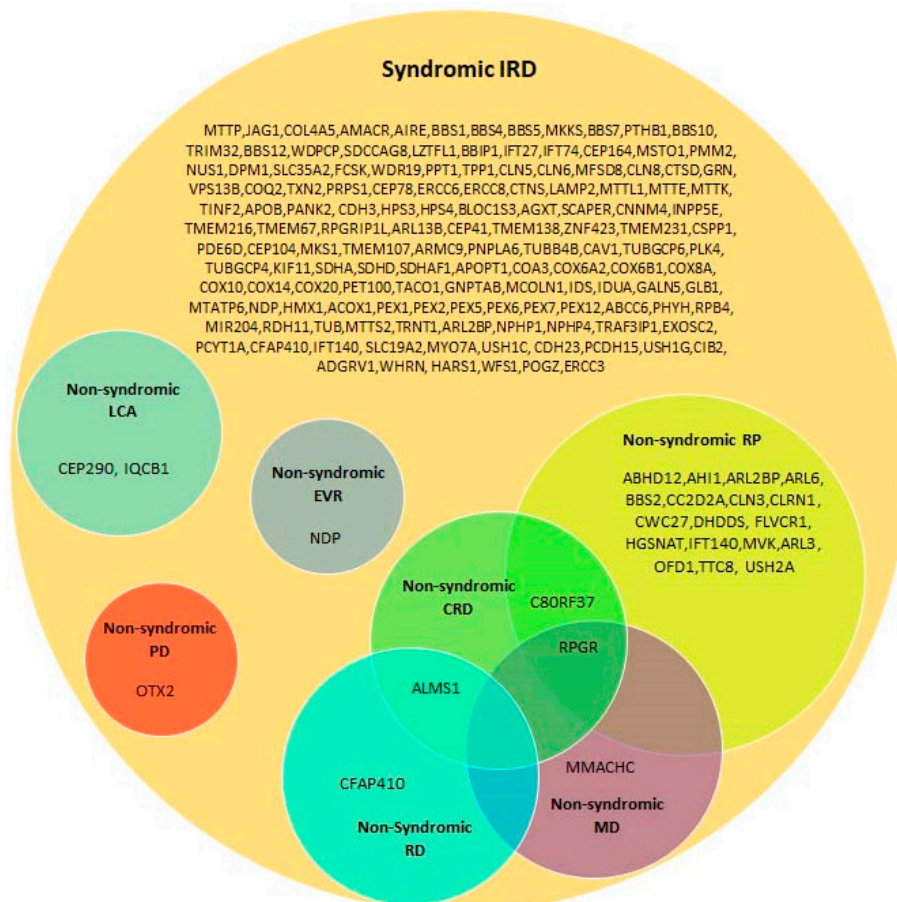 Syndromic IRD
MTTP,JAG1,COL4A5,AMACR,AIRE,BBS1,BBS4,BBS5,MKKS,BBS7,PTHB1,BBS10,
TRIM32,BBS12,WDPCP,SDCCAG8,LZTFL1,BBIP1,IFT27,IFT74,CEP164,MSTO1,PMM2,
NUS1,DPM1,SLC35A2,FCSK,WDR19,PPT1,TPP1,CLN5,CLN6,MFSD8,CLN8,CTSD,GRN,
VPS13B,COQ2,TXN2,PRPS1,CEP78,ERCC6,ERCC8,CTNS,LAMP2,MTTL1,MTTE,MTTK,
TINF2,APOB,PANK2, CDH3,HPS3,HPS4,BLOC1S3,AGXT,SCAPER,CNNM4,INPP5E,
TMEM216,TMEM67,RPGRIP1L,ARL13B,CEP41,TMEM138,ZNF423,TMEM231,CSPP1,
PDE6D,CEP104,MKS1,TMEM107,ARMC9,PNPLA6,TUBB4B,CAV1,TUBGCP6,PLK4,
TUBGCP4,KIF11,SDHA,SDHD,SDHAF1,APOPT1,COA3,COX6A2,COX6B1,COX8A,
COX10,COX14,COX20,PET100,TACO1,GNPTAB,MCOLN1,IDS,IDUA,GALN5,GLB1,
MTATP6,NDP,HMX1,ACOX1,PEX1,PEX2,PEX5,PEX6,PEX7,PEX12,ABCC6,PHYH,RPB4,
MIR204,RDH11,TUB,MTTS2,TRNT1,ARL2BP,NPHP1,NPHP4,TRAF3IP1,EXOSC2,
PCYT1A,CFAP410,IFT140, SLC19A2,MYO7A,USH1C, CDH23,PCDH15,USH1G,CIB2,
ADGRV1,WHRN, HARS1,WFS1,POGZ,ERCC3
Non-syndromic
LCA
CEP290, IQCB1
Non-syndromic
EVR
NDP
Non-syndromic RP
ABHD12,AHI1,ARL2BP,ARL6,
BBS2,CC2D2A,CLN3,CLRN1,
CWC27,DHDDS, FLVCR1,
HGSNAT,IFT140,MVK,ARL3,
OFD1,TTC8, USH2A
Non-syndromic
CRD
C8ORF37
RPGR
Non-syndromic
PD
OTX2
ALMS1
CFAP410
Non-Syndromic
RD
MMACHC
Non-syndromic
MD